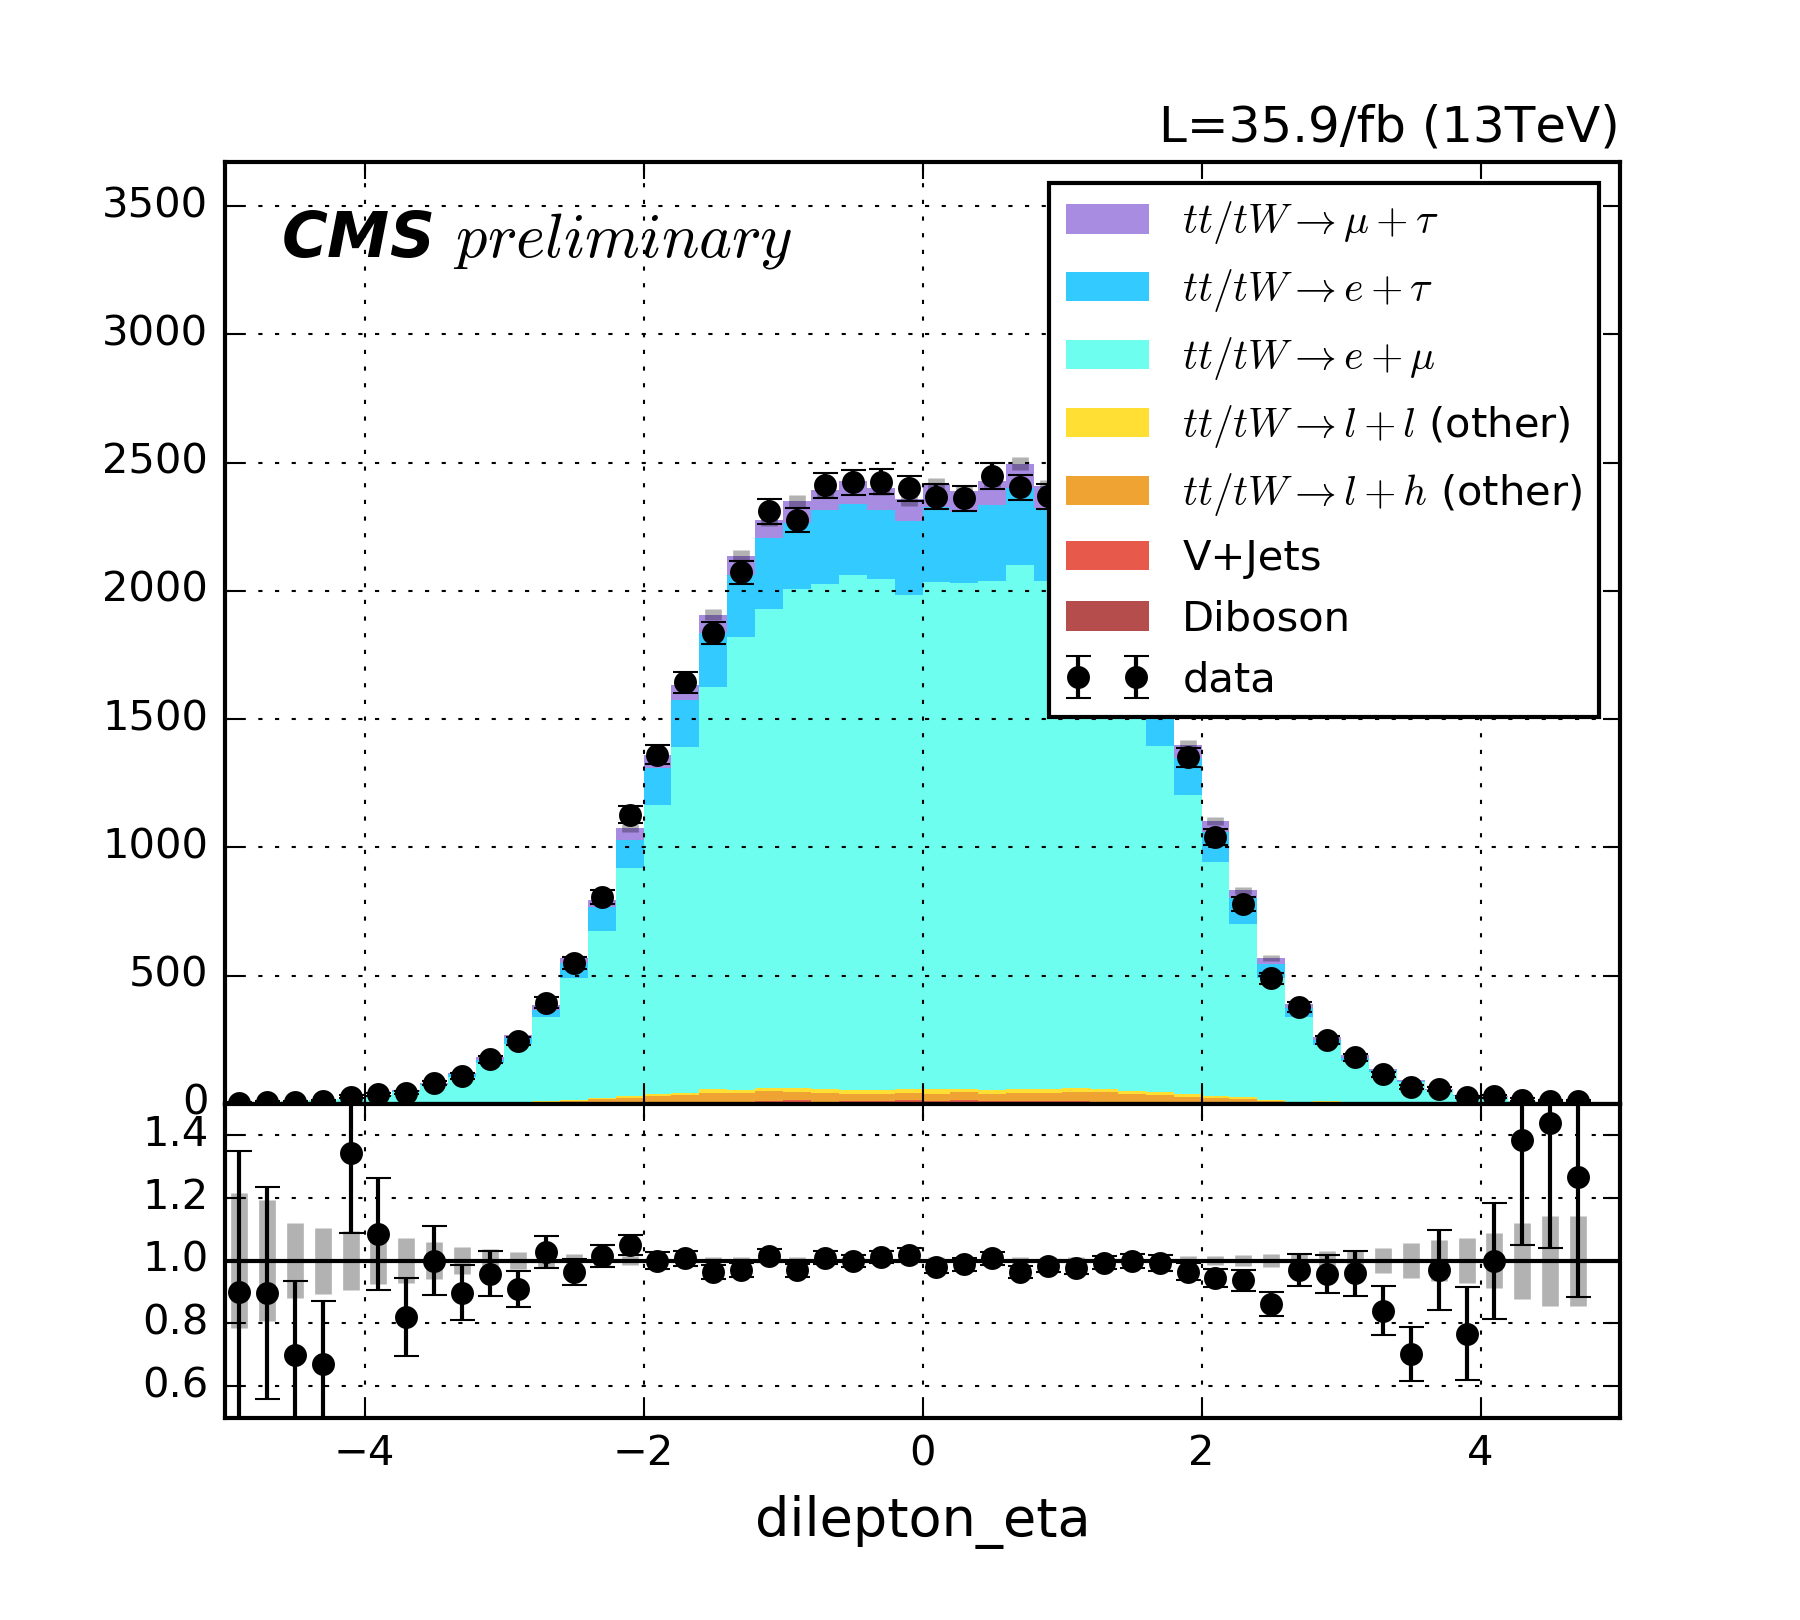 L=35.9/fb (13TeV)
CMS preliminary
3500
3000
2500
2000
1500
1000
500
0
tt/tW → μ + τ
tt/tW → e + τ
tt/tW → e + μ
tt/tW → l + l (other)
tt/tW → l + h (other)
V+Jets
Diboson
data
1.4
1.2
1.0
0.8
0.6
−4 −2 0 2 4
dilepton_eta